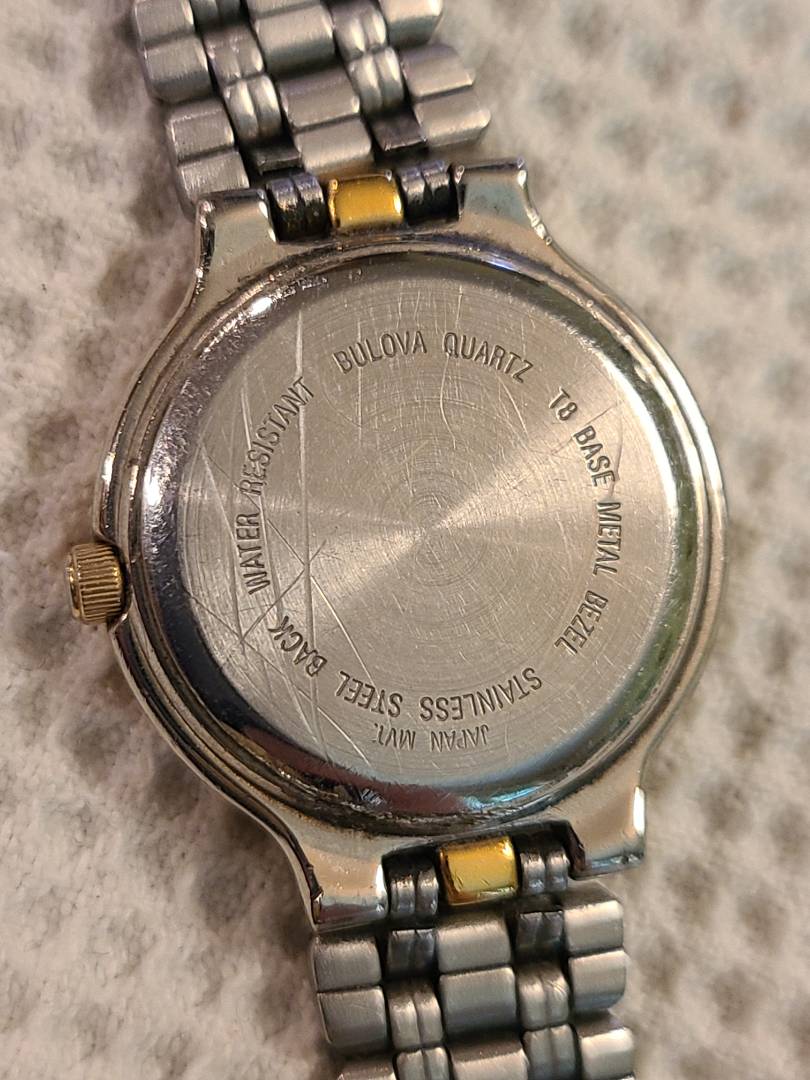 BULOVA QUARTZ T8 BASE METAL BEZEL STAINLESS STEEL BACK WATER RESISTANT
JAPAN MVT.